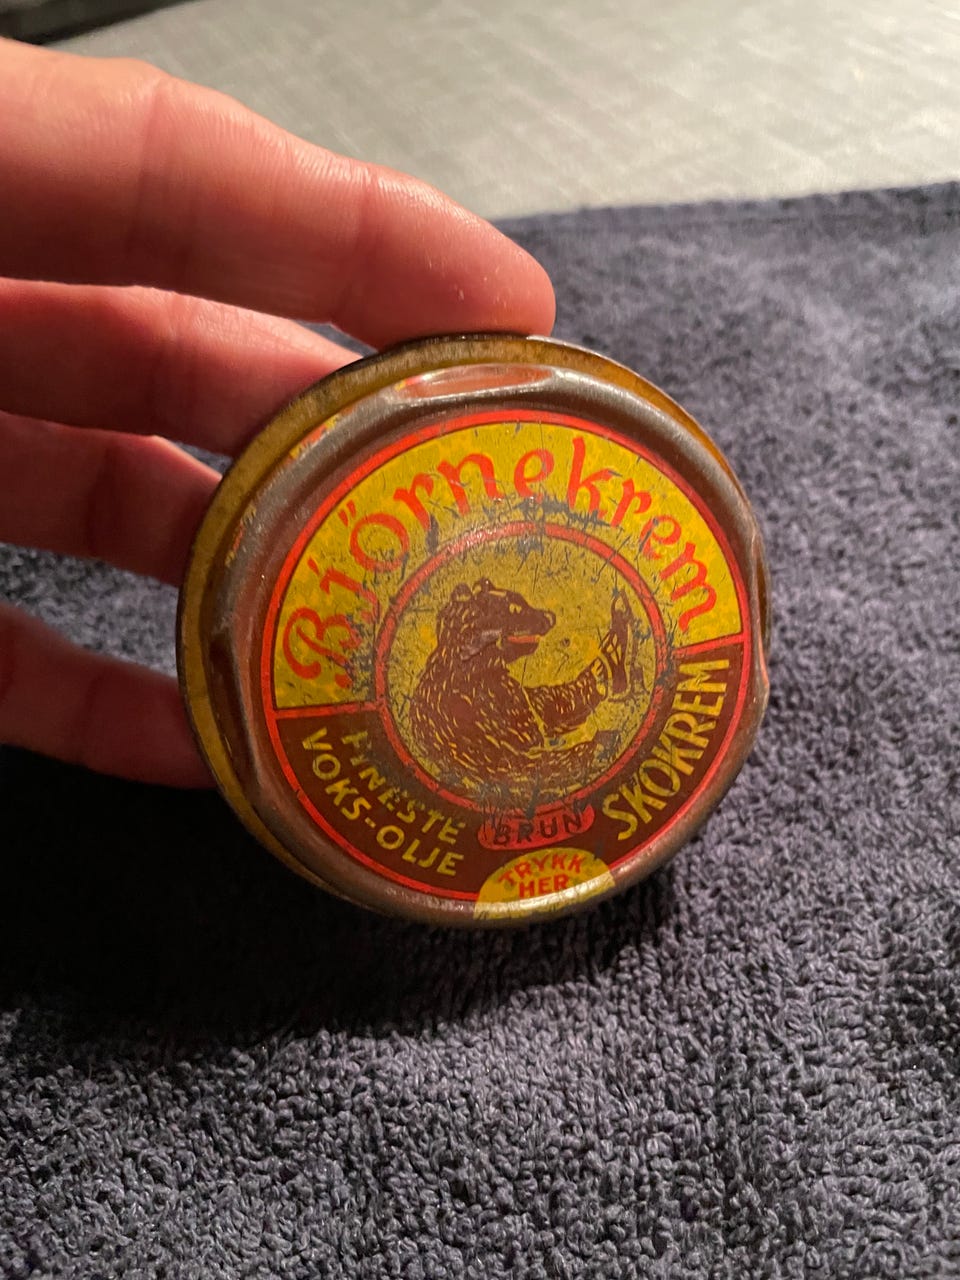 Björnekrem
FINESTE
VOKS-OLJE
BRUN
SKOKREM
TRYKK
HER